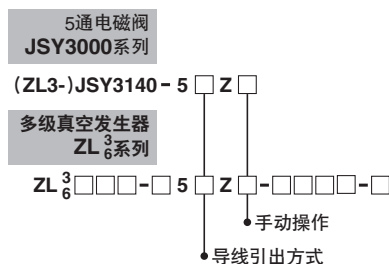 5通电磁阀
JSY3000系列
(ZL3-)JSY3140-5□Z□
多级真空发生器
ZL³₆系列
ZL³₆□□□-□5□Z□-□□□□-□
手动操作
导线引出方式